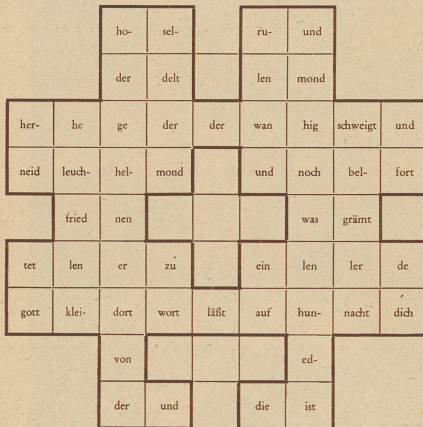 ho- sel- ru- und
der delt len mond
her- he ge der der wan hig schweigt und
neid leuch- hel- mond und noch bel- fort
fried nen was grämt
tet len er zu ein len ler de
gott klei- dort wort läßt auf hun- nacht dich
von ed-
der und die ist